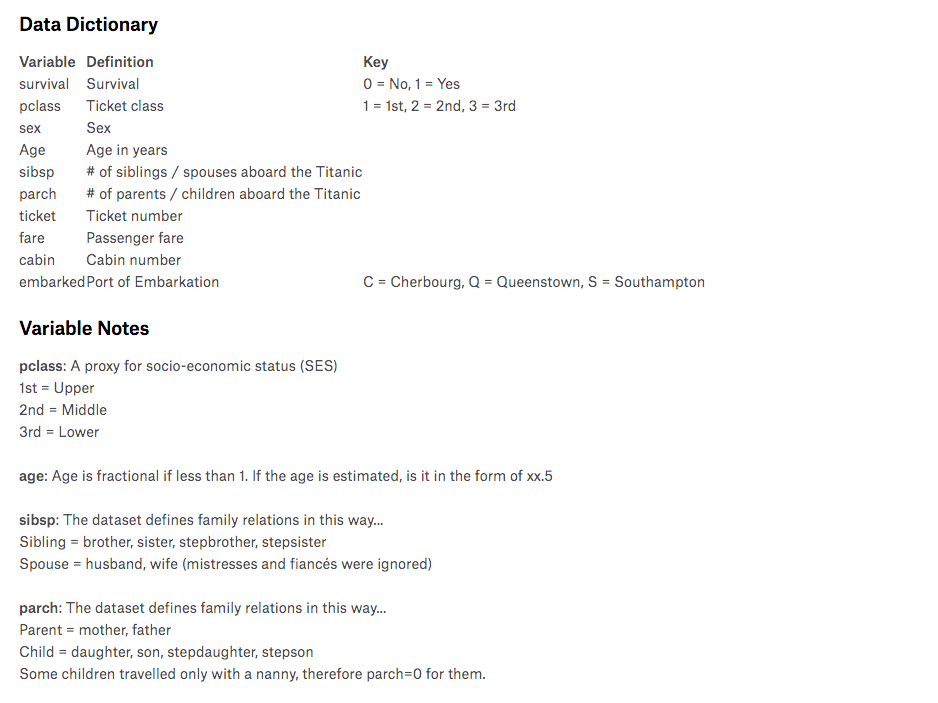 Data Dictionary
Variable Definition Key
survival Survival 0 = No, 1 = Yes
pclass Ticket class 1 = 1st, 2 = 2nd, 3 = 3rd
sex Sex
Age Age in years
sibsp # of siblings / spouses aboard the Titanic
parch # of parents / children aboard the Titanic
ticket Ticket number
fare Passenger fare
cabin Cabin number
embarked Port of Embarkation C = Cherbourg, Q = Queenstown, S = Southampton
Variable Notes
pclass: A proxy for socio-economic status (SES)
1st = Upper
2nd = Middle
3rd = Lower
age: Age is fractional if less than 1. If the age is estimated, is it in the form of xx.5
sibsp: The dataset defines family relations in this way...
Sibling = brother, sister, stepbrother, stepsister
Spouse = husband, wife (mistresses and fiancés were ignored)
parch: The dataset defines family relations in this way...
Parent = mother, father
Child = daughter, son, stepdaughter, stepson
Some children travelled only with a nanny, therefore parch=0 for them.